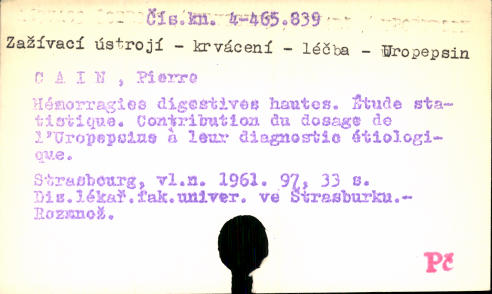 Čís.kn. 4-465.839
Zažívací ústrojí - krvácení - léčba - Uropepsin
C A I N , Pierre
Hémorragies digestives hautes. Étude sta-
tistique. Contribution du dosage de
l'Uropepsine à leur diagnostic étiologi-
que.
Strasbourg, vl.n. 1961. 97, 33 s.
Dis.lékař.fak.univer. ve Štrasburku.-
Rozmnož.
Pč